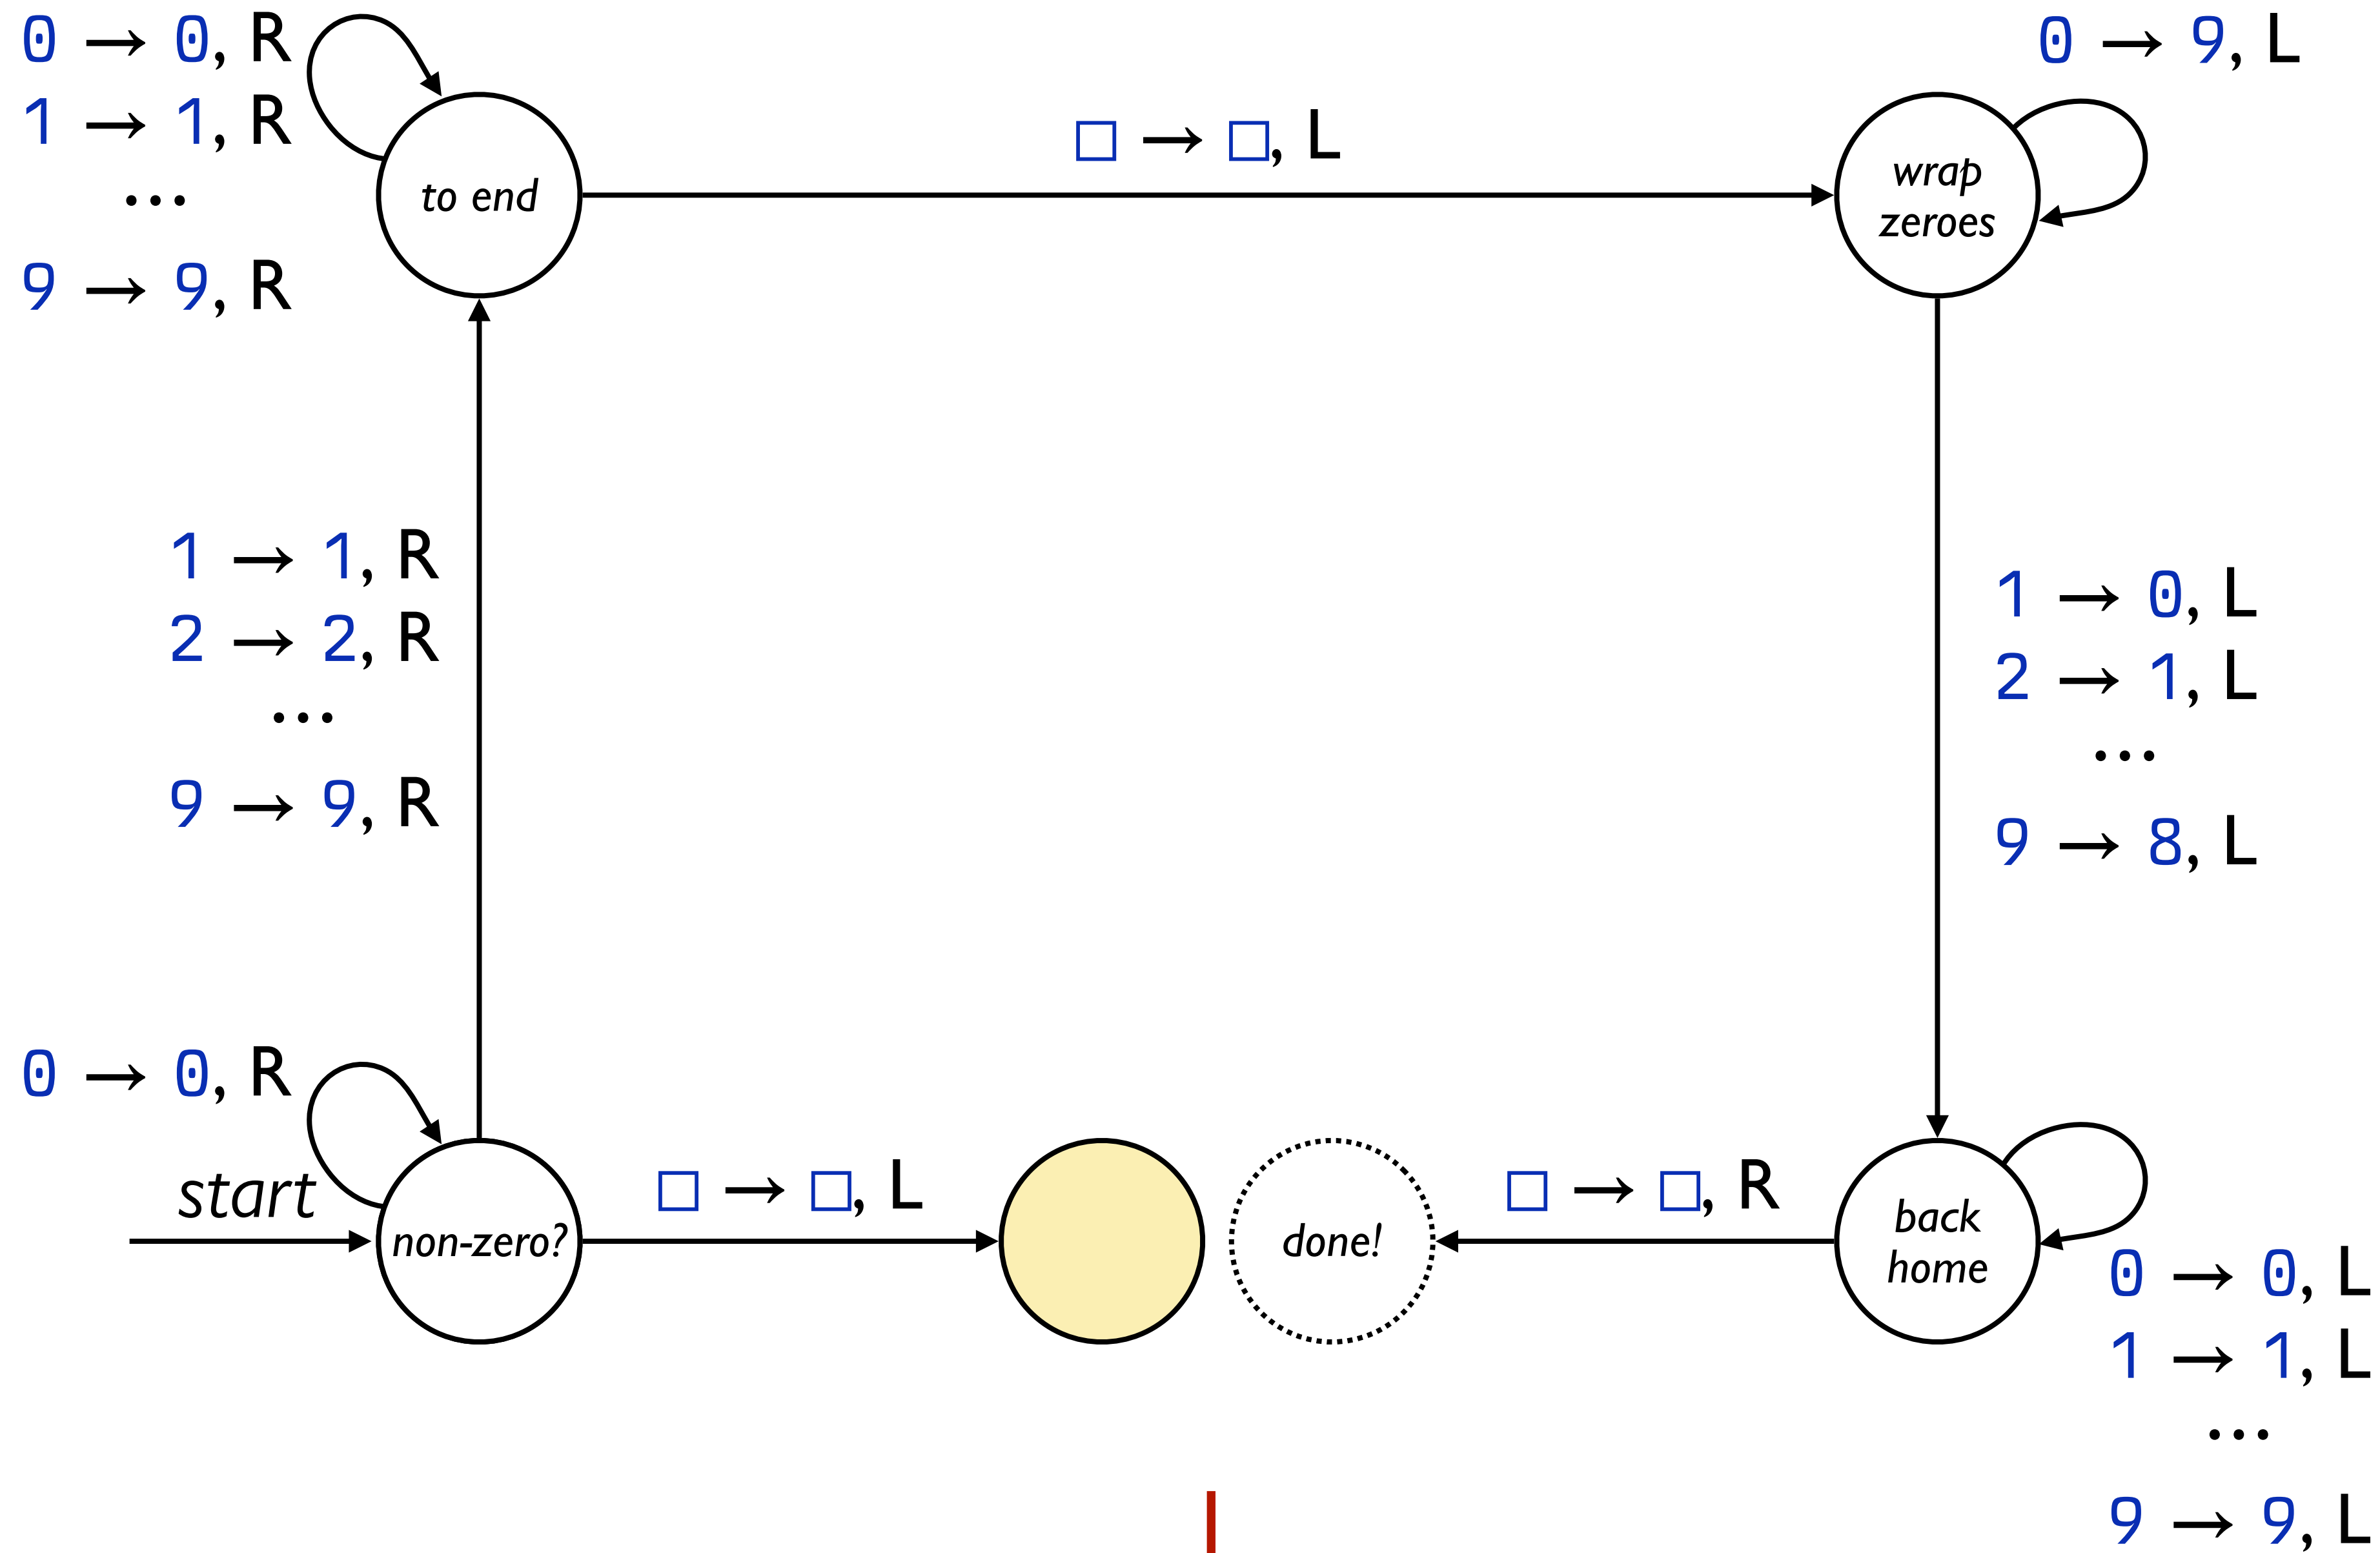 0 → 0, R
1 → 1, R
...
9 → 9, R
to end
□ → □, L
0 → 9, L
wrap
zeroes
1 → 1, R
2 → 2, R
...
9 → 9, R
1 → 0, L
2 → 1, L
...
9 → 8, L
0 → 0, R
start
non-zero?
□ → □, L
done!
□ → □, R
back
home
0 → 0, L
1 → 1, L
...
9 → 9, L